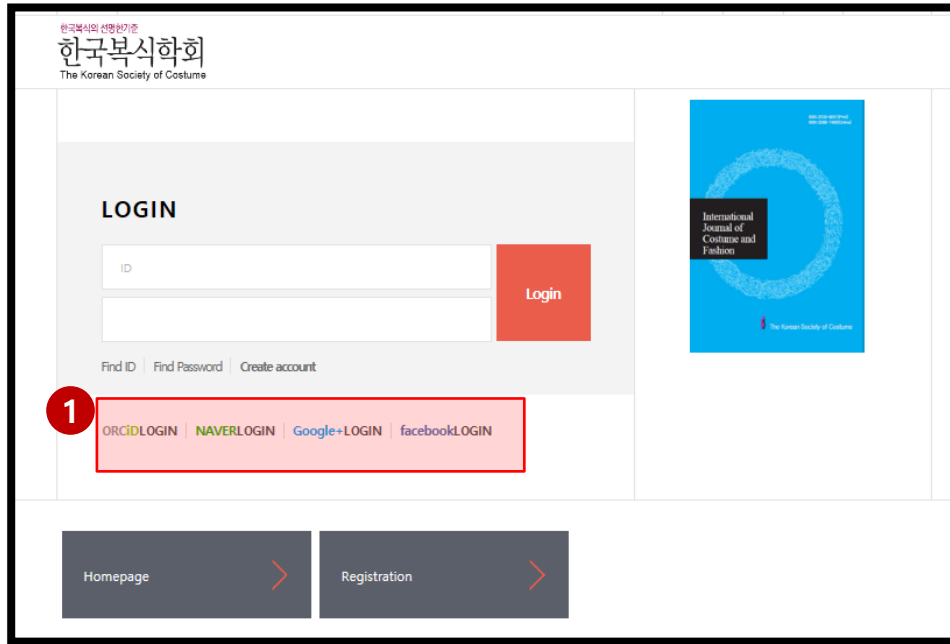 한국복식의 선명한기준
한국복식학회
The Korean Society of Costume
LOGIN
ID
Login
Find ID
Find Password
Create account
1
ORCiDLOGIN
NAVERLOGIN
Google+LOGIN
facebookLOGIN
International
Journal of
Costume and
Fashion
The Korean Society of Costume
Homepage
Registration